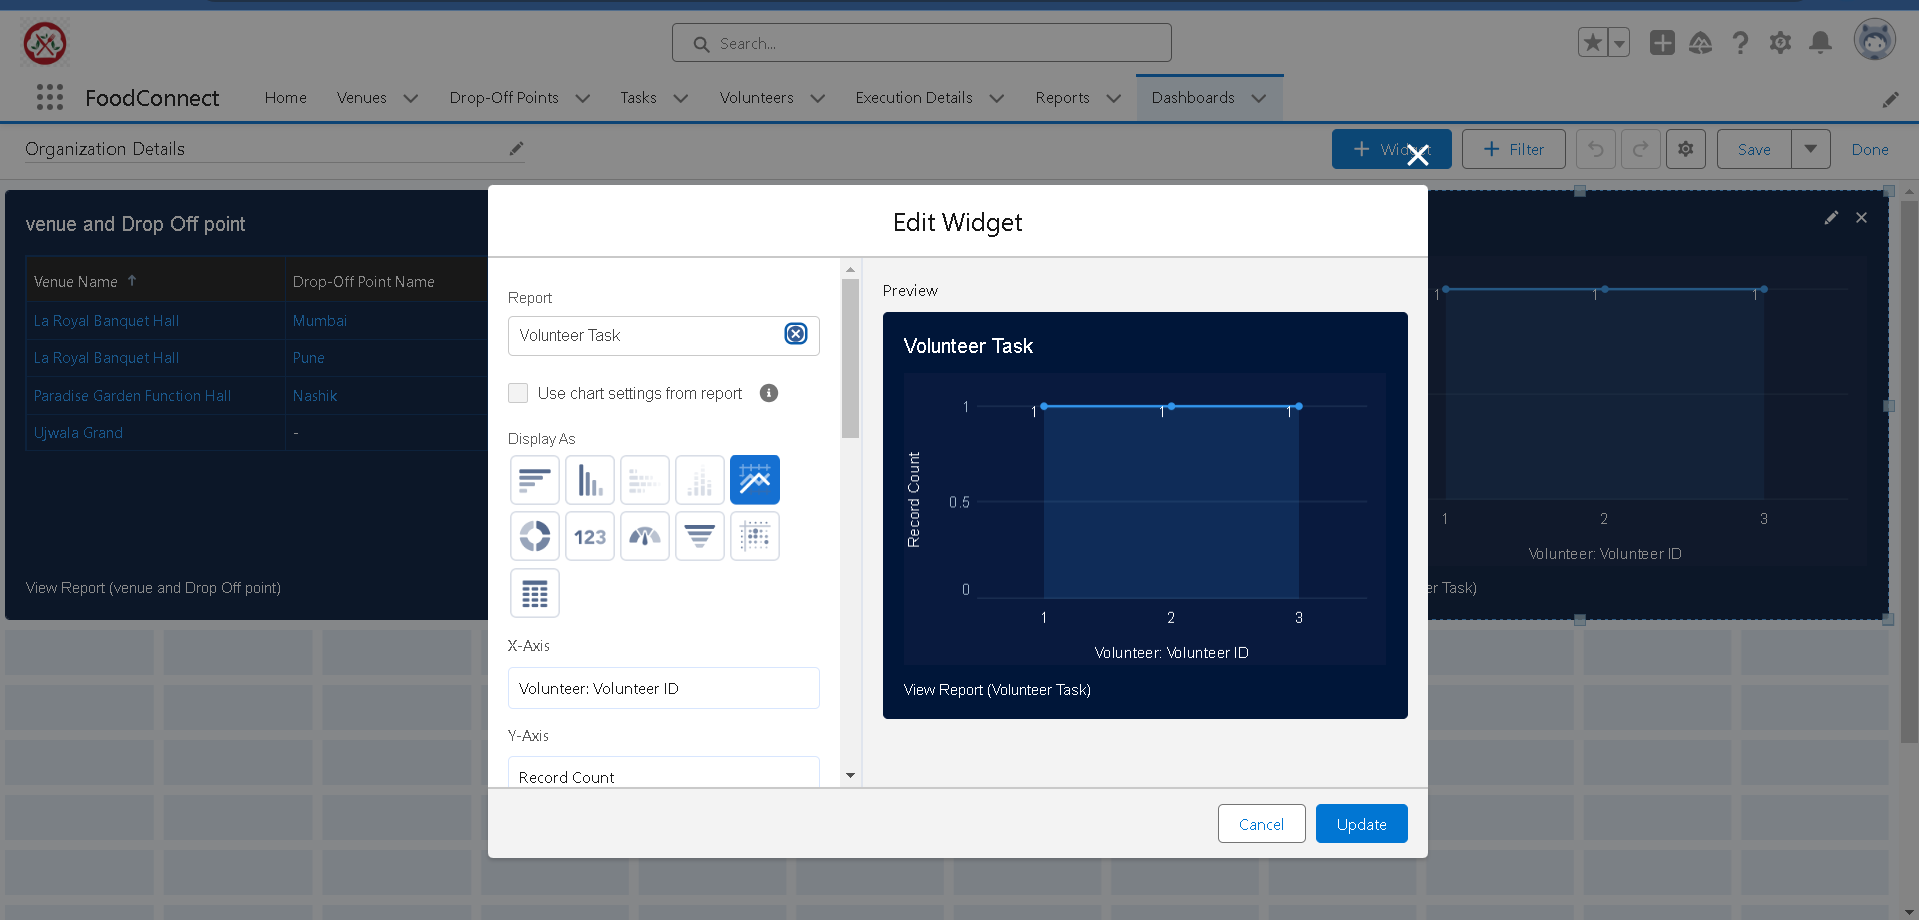 Search...
FoodConnect
Home
Venues
Drop-Off Points
Tasks
Volunteers
Execution Details
Reports
Dashboards
Organization Details
+ Filter
Save
Done
venue and Drop Off point
Venue Name ↑
Drop-Off Point Name
La Royal Banquet Hall
Mumbai
La Royal Banquet Hall
Pune
Paradise Garden Function Hall
Nashik
Ujwala Grand
-
View Report (venue and Drop Off point)
Edit Widget
Report
Volunteer Task
Use chart settings from report
Display As
123
X-Axis
Volunteer: Volunteer ID
Y-Axis
Record Count
Preview
Volunteer Task
Record Count
1
0.5
0
1
1
1
1
2
3
Volunteer: Volunteer ID
View Report (Volunteer Task)
Cancel
Update
1
1
1
1
2
3
Volunteer: Volunteer ID
Task)